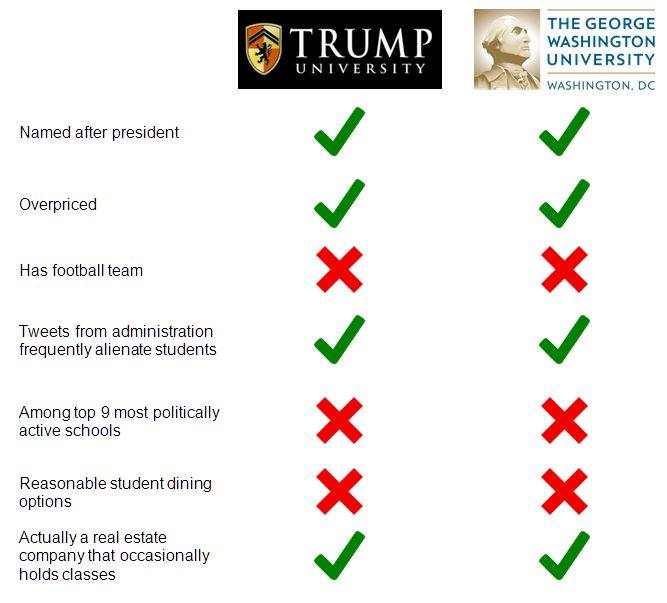 TRUMP
UNIVERSITY
THE GEORGE
WASHINGTON
UNIVERSITY
WASHINGTON, DC
Named after president
Overpriced
Has football team
Tweets from administration
frequently alienate students
Among top 9 most politically
active schools
Reasonable student dining
options
Actually a real estate
company that occasionally
holds classes